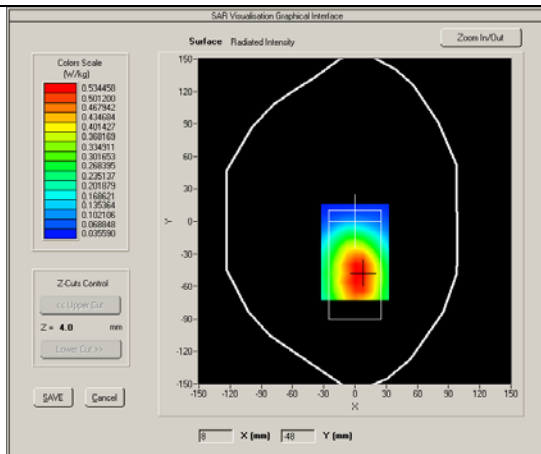 SAR Visualisation Graphical Interface
Surface Radiated Intensity
Zoom In/Out
Colors Scale
(W/kg)
0.534458
0.501200
0.467942
0.434684
0.401427
0.368169
0.334911
0.301653
0.268395
0.235137
0.201879
0.168621
0.135364
0.102106
0.068848
0.035590
Z-Cuts Control
<< Upper Cut
Z = 4.0 mm
Lower Cut >>
SAVE Cancel
150-
120-
90-
60-
30-
0-
-30-
-60-
-90-
-120-
-150-
Y
-150 -120 -90 -60 -30 0 30 60 90 120 150
X
8 X (mm) -48 Y (mm)